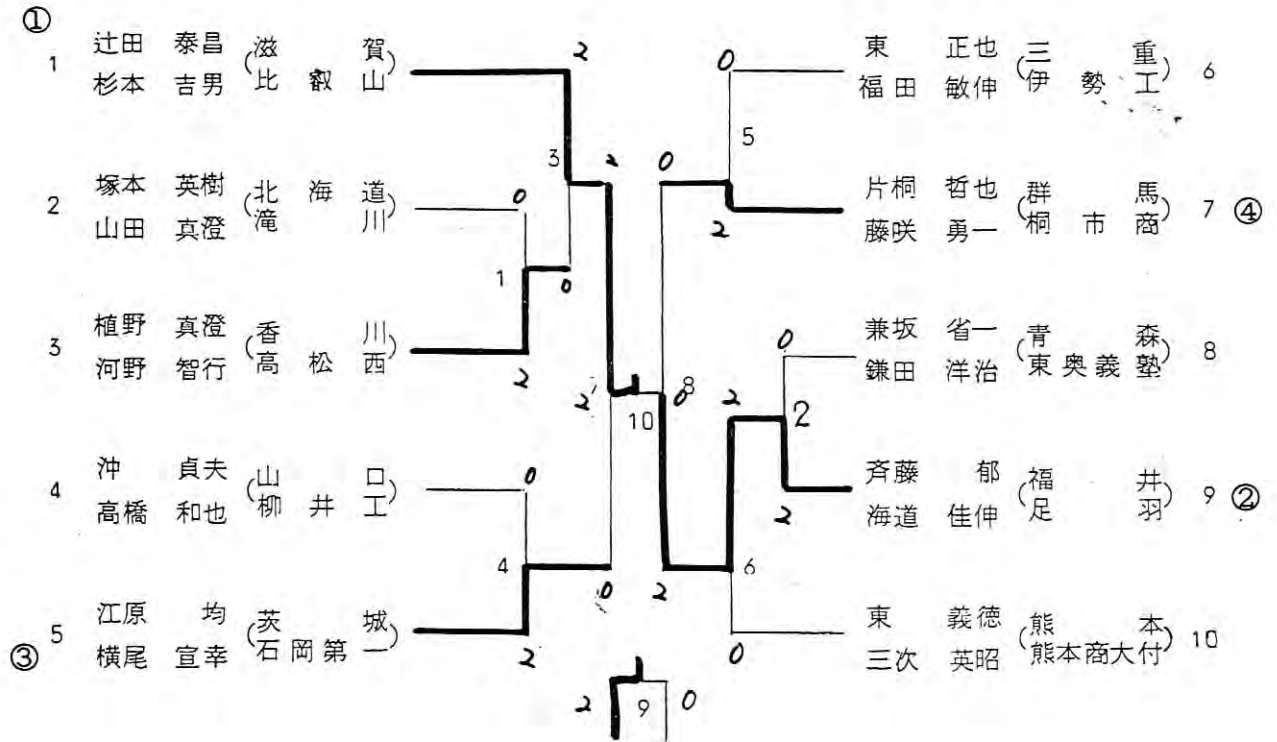 ①
1 辻田 泰昌 (滋賀
杉本 吉男 比叡山)
2 塚本 英樹 (北海道
山田 真澄 滝川)
3 植野 真澄 (香川
河野 智行 高松西)
4 沖 貞夫 (山口
高橋 和也 柳井工)
5 江原 均 (茨城
③ 横尾 宣幸 石岡第一)
2
3
2
0
1
0
2
2
0
4
0
2
10
0
5
0
2
8
0
0
2
2
2
6
2
0
2 9 0
東 正也 (三重) 6
福田 敏伸 伊勢工
片桐 哲也 (群馬) 7 ④
藤咲 勇一 桐市商
兼坂 省一 (青森) 8
鎌田 洋治 東奥義塾
斉藤 郁 (福井) 9 ②
海道 佳伸 足羽
東 義徳 (熊本) 10
三次 英昭 熊本商大付